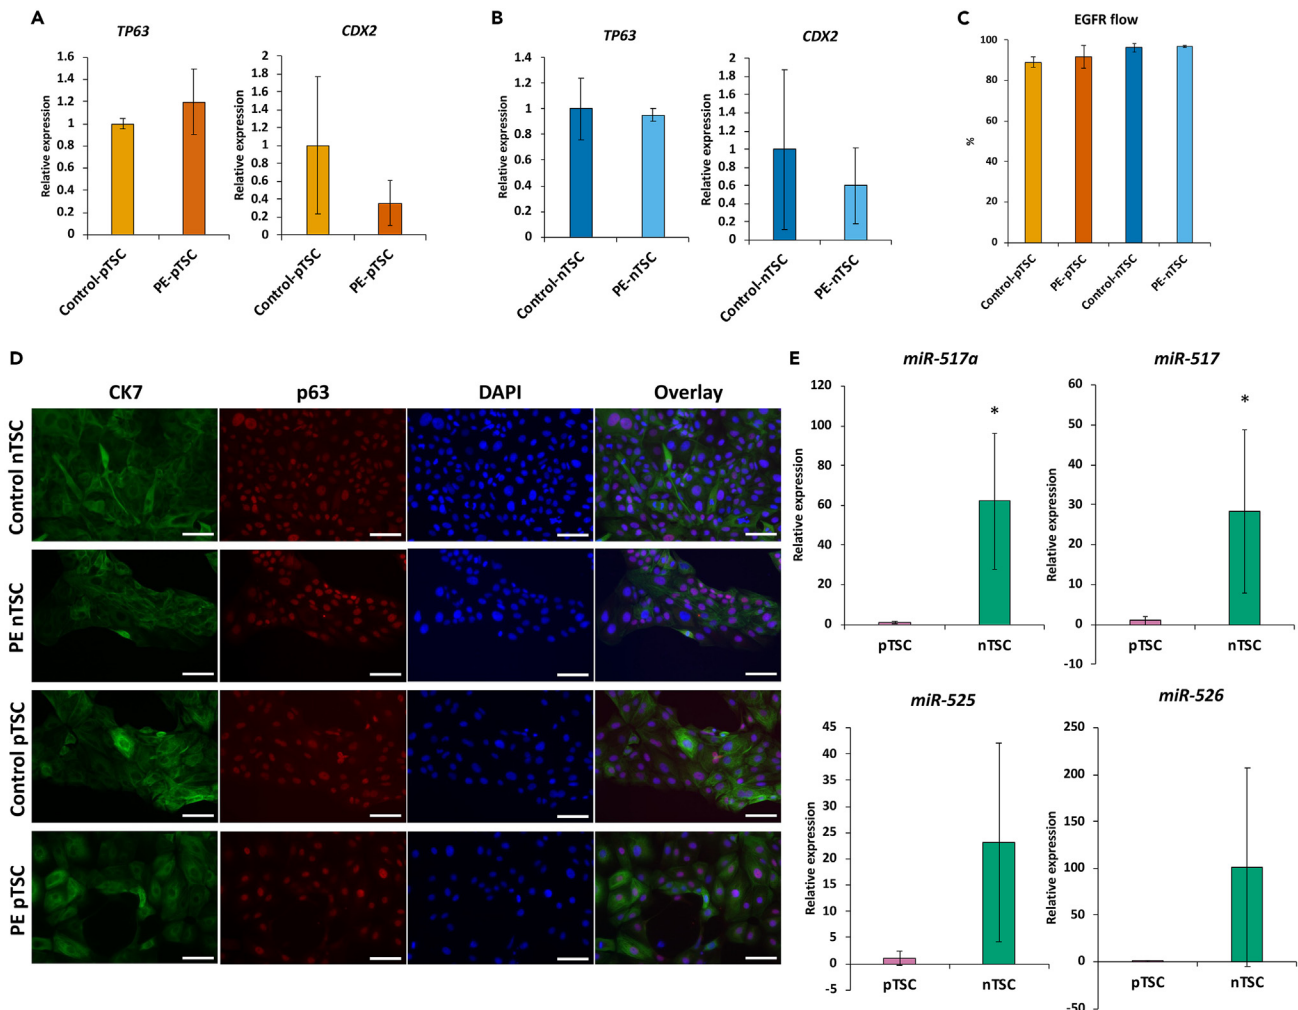 A
TP63
Relative expression
1.6
1.4
1.2
1
0.8
0.6
0.4
0.2
0
Control-pTSC
PE-pTSC
CDX2
Relative expression
2
1.8
1.6
1.4
1.2
1
0.8
0.6
0.4
0.2
0
Control-pTSC
PE-pTSC
B
TP63
Relative expression
1.4
1.2
1
0.8
0.6
0.4
0.2
0
Control-nTSC
PE-nTSC
CDX2
Relative expression
2
1.8
1.6
1.4
1.2
1
0.8
0.6
0.4
0.2
0
Control-nTSC
PE-nTSC
C
EGFR flow
%
100
80
60
40
20
0
Control-pTSC
PE-pTSC
Control-nTSC
PE-nTSC
D
CK7
p63
DAPI
Overlay
Control nTSC
PE nTSC
Control pTSC
PE pTSC
E
miR-517a
Relative expression
120
100
80
60
40
20
0
*
pTSC
nTSC
miR-517
Relative expression
60
50
40
30
20
10
0
-10
*
pTSC
nTSC
miR-525
Relative expression
45
40
35
30
25
20
15
10
5
0
-5
pTSC
nTSC
miR-526
Relative expression
250
200
150
100
50
0
-50
pTSC
nTSC